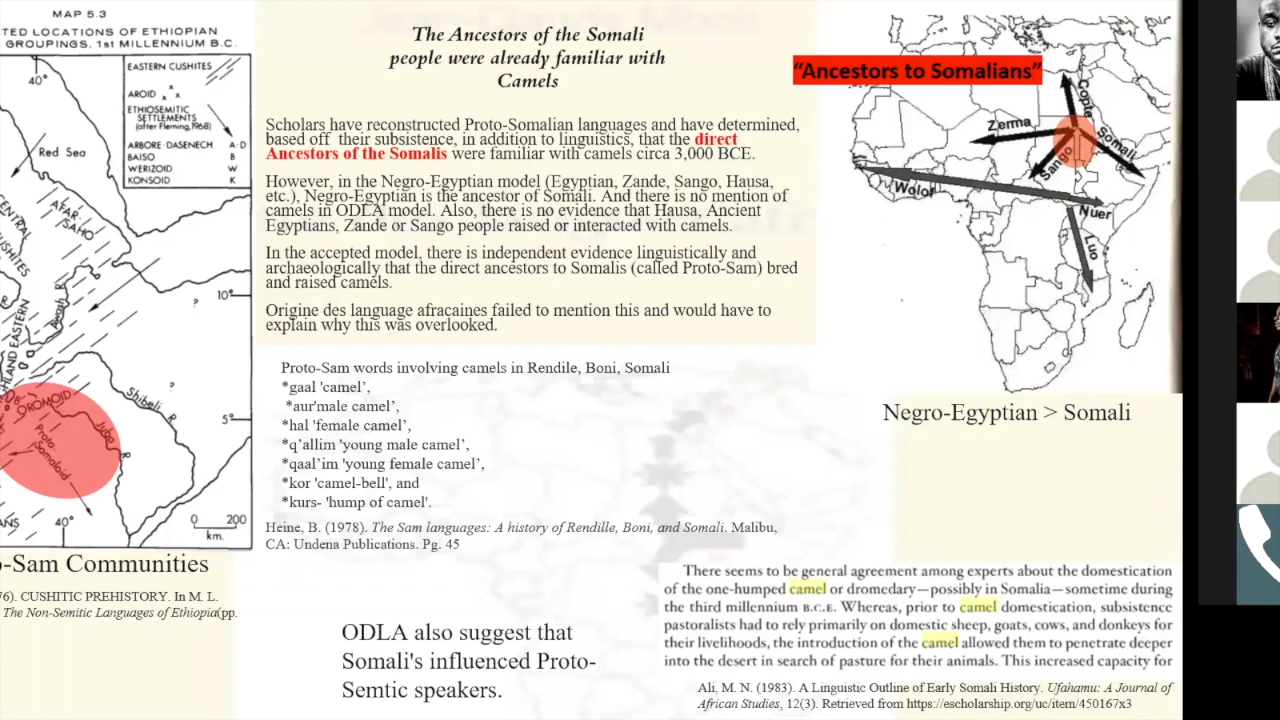 MAP 5.3
TED LOCATIONS OF ETHIOPIAN
GROUPINGS. 1st MILLENNIUM B.C.
40°
EASTERN CUSHITES
AROID
ETHIOSEMITIC
SETTLEMENTS
(after Fleming,1968)
ARBORE-DASENECH A-D
BAISO B
WERIZOID W
KONSOID K
Red Sea
CENTRAL
CUSHITES
AFAR-
SAHO
10°
?
Awash R.
HIGHLAND EASTERN
?
Shibeli R.
5°
OROMOID
Juba
R
Proto
Somaloid
0 200
km.
40°
-Sam Communities
76). CUSHITIC PREHISTORY. In M. L.
The Non-Semitic Languages of Ethiopia(pp.
The Ancestors of the Somali
people were already familiar with
Camels
Scholars have reconstructed Proto-Somalian languages and have determined,
based off their subsistence, in addition to linguistics, that the direct
Ancestors of the Somalis were familiar with camels circa 3,000 BCE.
However, in the Negro-Egyptian model (Egyptian, Zande, Sango, Hausa,
etc.), Negro-Egyptian is the ancestor of Somali. And there is no mention of
camels in ODLA model. Also, there is no evidence that Hausa, Ancient
Egyptians, Zande or Sango people raised or interacted with camels.
In the accepted model, there is independent evidence linguistically and
archaeologically that the direct ancestors to Somalis (called Proto-Sam) bred
and raised camels.
Origine des language afracaines failed to mention this and would have to
explain why this was overlooked.
Proto-Sam words involving camels in Rendile, Boni, Somali
*gaal 'camel’,
*aur'male camel’,
*hal 'female camel’,
*q’allim 'young male camel’,
*qaal’im 'young female camel’,
*kor 'camel-bell', and
*kurs- 'hump of camel'.
Heine, B. (1978). The Sam languages: A history of Rendille, Boni, and Somali. Malibu,
CA: Undena Publications. Pg. 45
ODLA also suggest that
Somali's influenced Proto-
Semtic speakers.
“Ancestors to Somalians”
Copte
Zerma
Somali
Sango
Wolof
Nuer
Luo
Negro-Egyptian > Somali
There seems to be general agreement among experts about the domestication
of the one-humped camel or dromedary—possibly in Somalia—sometime during
the third millennium B.C.E. Whereas, prior to camel domestication, subsistence
pastoralists had to rely primarily on domestic sheep, goats, cows, and donkeys for
their livelihoods, the introduction of the camel allowed them to penetrate deeper
into the desert in search of pasture for their animals. This increased capacity for
Ali, M. N. (1983). A Linguistic Outline of Early Somali History. Ufahamu: A Journal of
African Studies, 12(3). Retrieved from https://escholarship.org/uc/item/450167x3